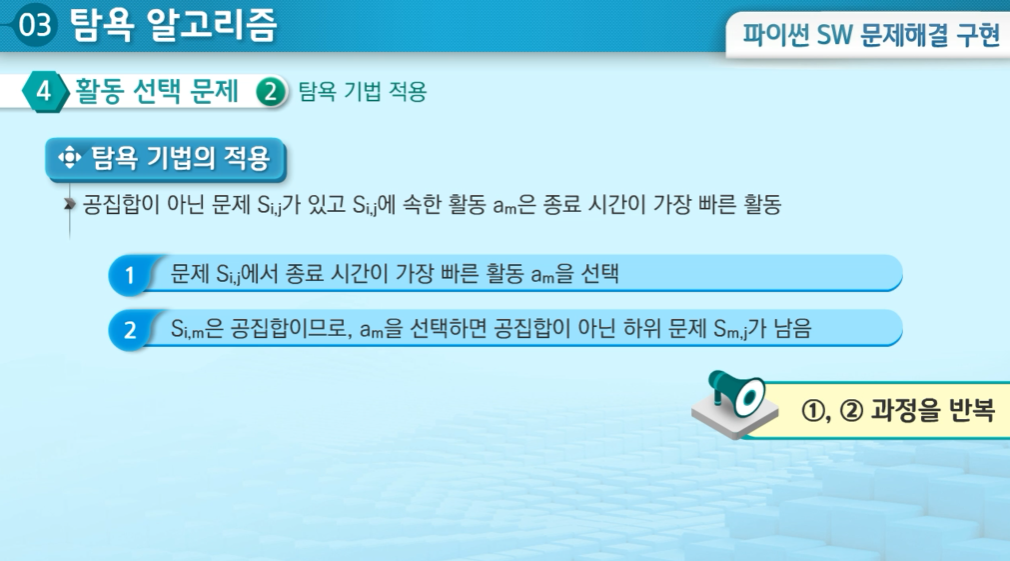 03 탐욕 알고리즘
파이썬 SW 문제해결 구현
4 활동 선택 문제 2 탐욕 기법 적용
탐욕 기법의 적용
공집합이 아닌 문제 Si,j가 있고 Si,j에 속한 활동 am은 종료 시간이 가장 빠른 활동
1 문제 Si,j에서 종료 시간이 가장 빠른 활동 am을 선택
2 Si,m은 공집합이므로, am을 선택하면 공집합이 아닌 하위 문제 Sm,j가 남음
①, ② 과정을 반복